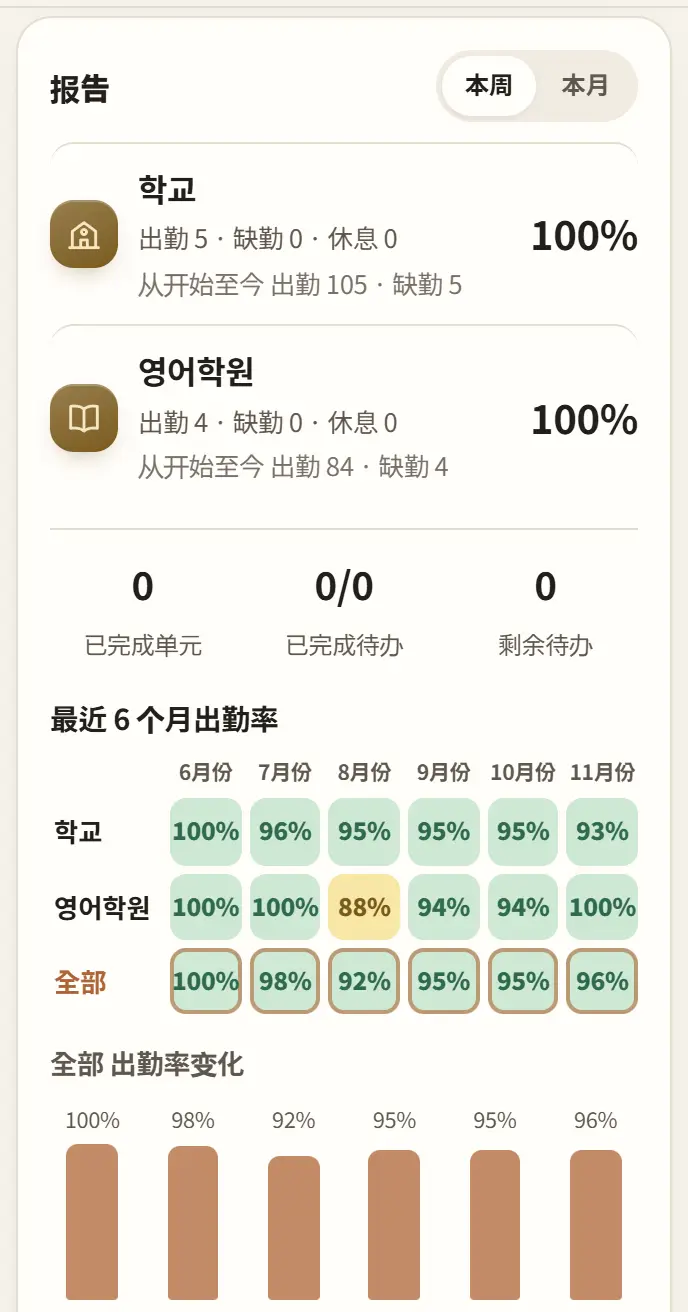 报告
本周 本月
학교
出勤 5 · 缺勤 0 · 休息 0
100%
从开始至今 出勤 105 · 缺勤 5
영어학원
出勤 4 · 缺勤 0 · 休息 0
100%
从开始至今 出勤 84 · 缺勤 4
0 0/0 0
已完成单元 已完成待办 剩余待办
最近 6 个月出勤率
6月份 7月份 8月份 9月份 10月份 11月份
학교 100% 96% 95% 95% 95% 93%
영어학원 100% 100% 88% 94% 94% 100%
全部 100% 98% 92% 95% 95% 96%
全部 出勤率变化
100% 98% 92% 95% 95% 96%